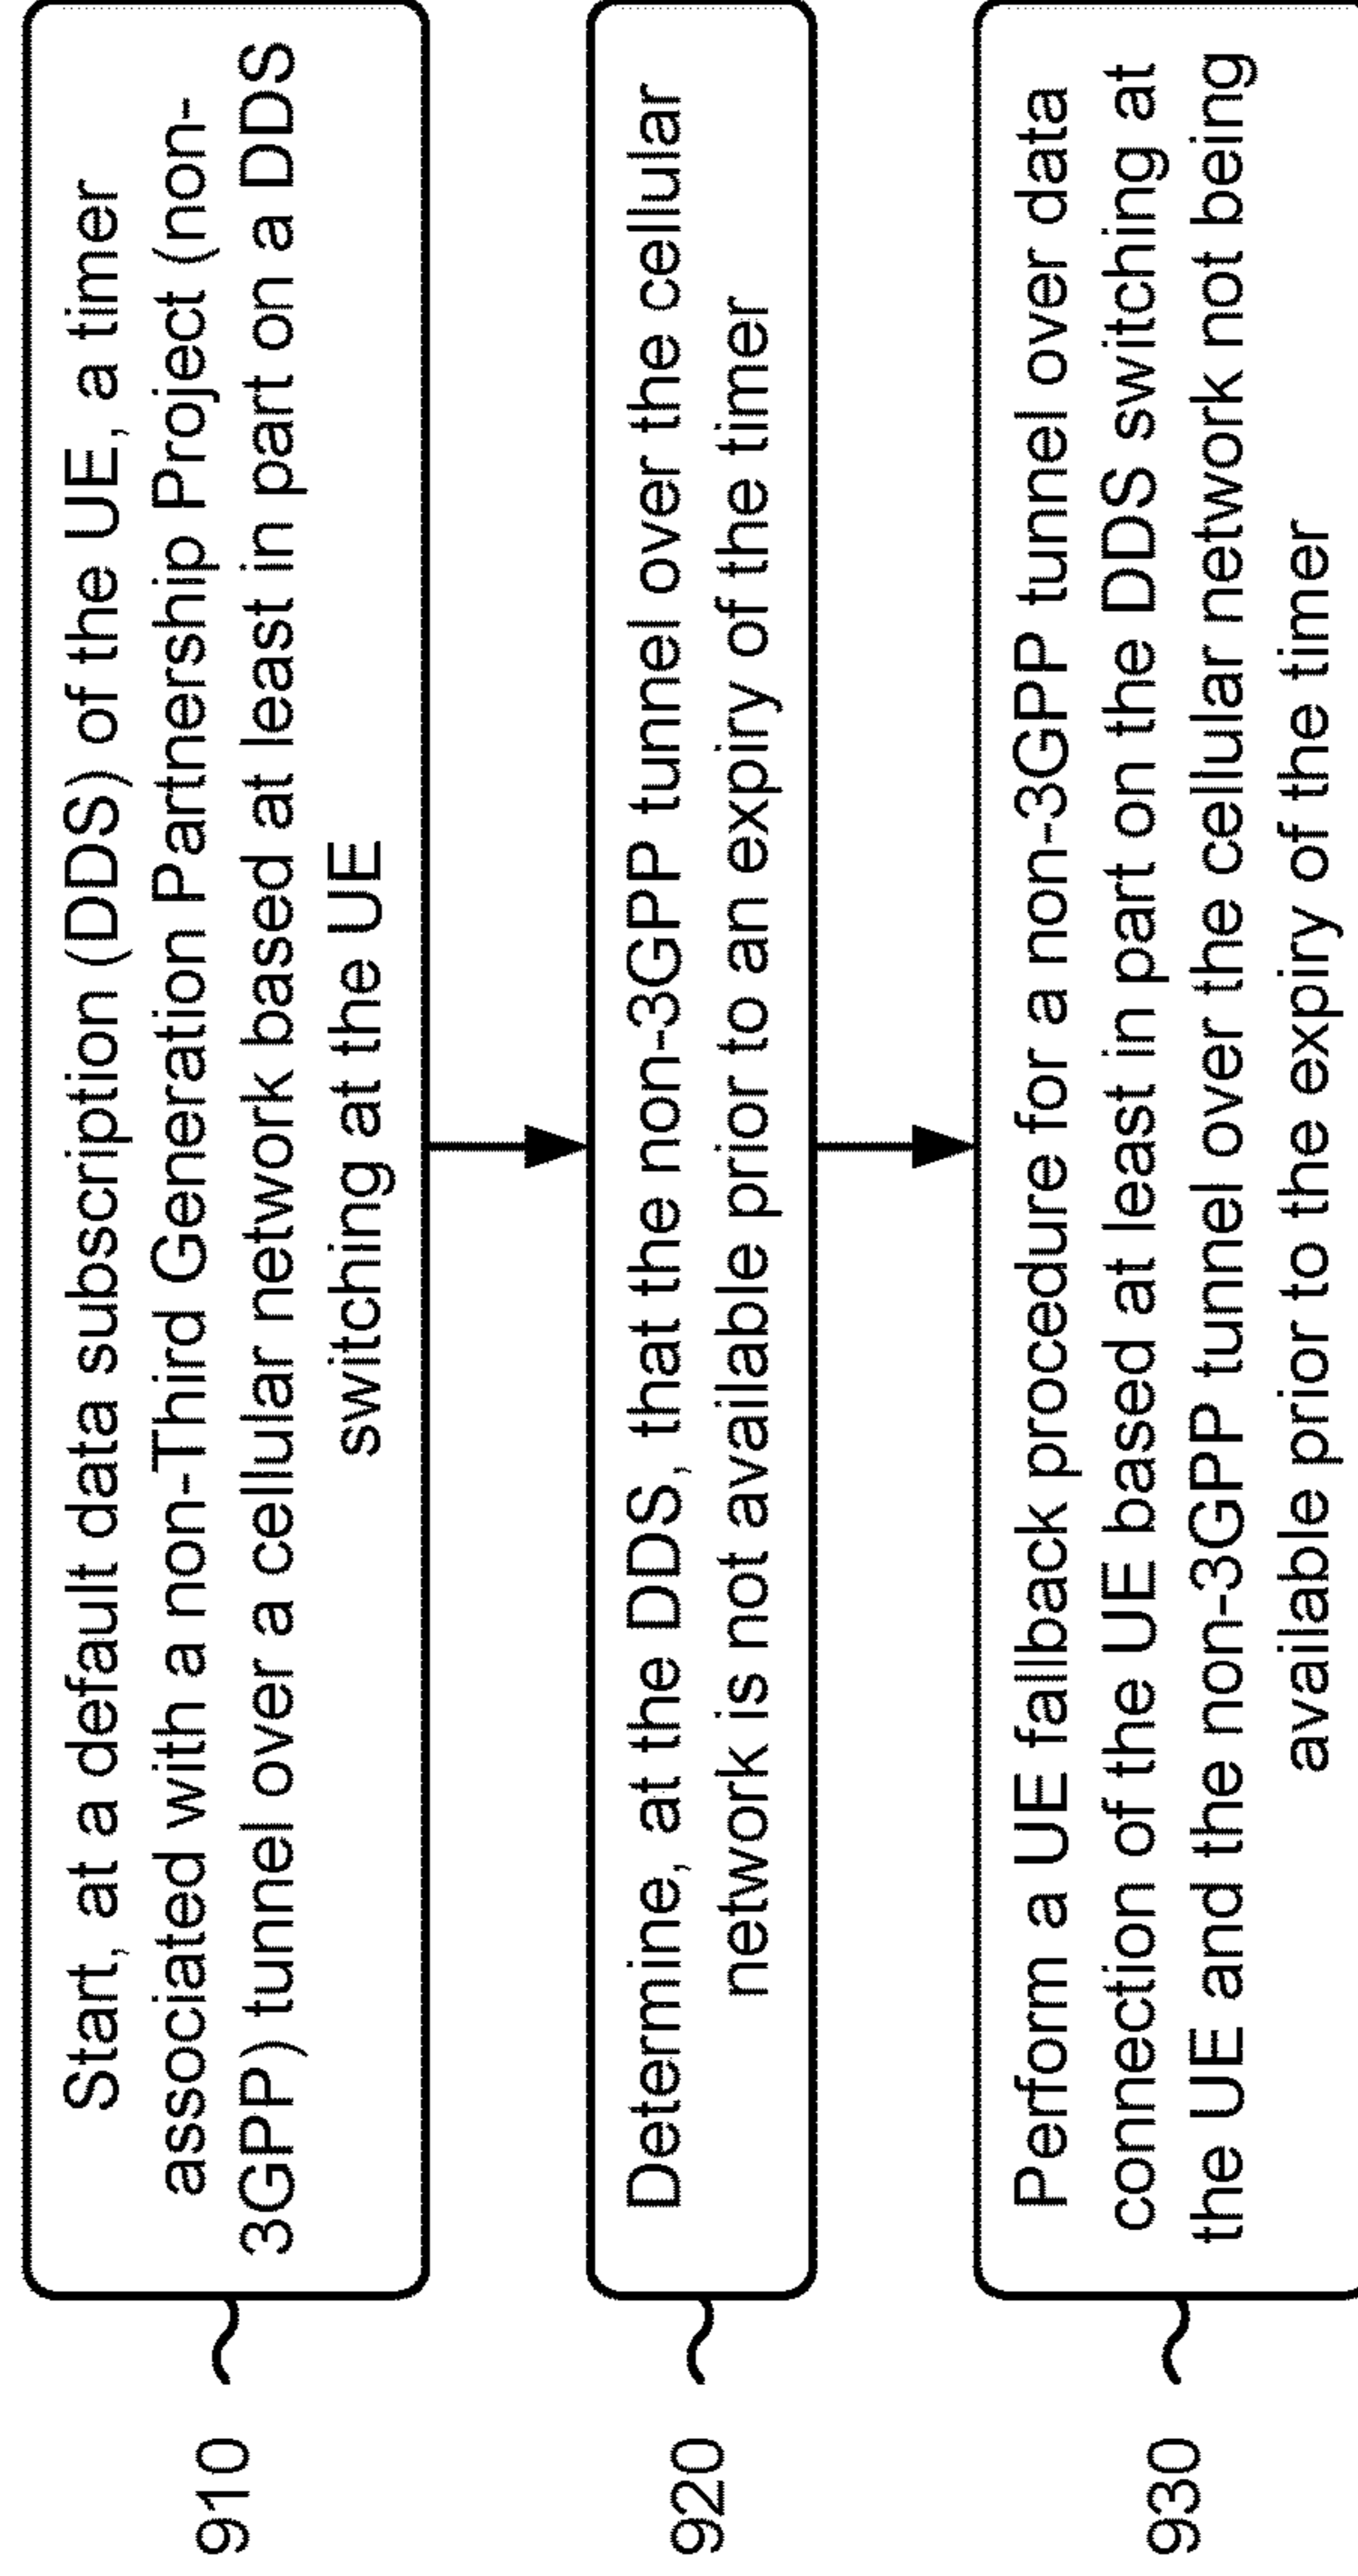 910
Start, at a default data subscription (DDS) of the UE, a timer
associated with a non-Third Generation Partnership Project (non-
3GPP) tunnel over a cellular network based at least in part on a DDS
switching at the UE
920
Determine, at the DDS, that the non-3GPP tunnel over the cellular
network is not available prior to an expiry of the timer
930
Perform a UE fallback procedure for a non-3GPP tunnel over data
connection of the UE based at least in part on the DDS switching at
the UE and the non-3GPP tunnel over the cellular network not being
available prior to the expiry of the timer